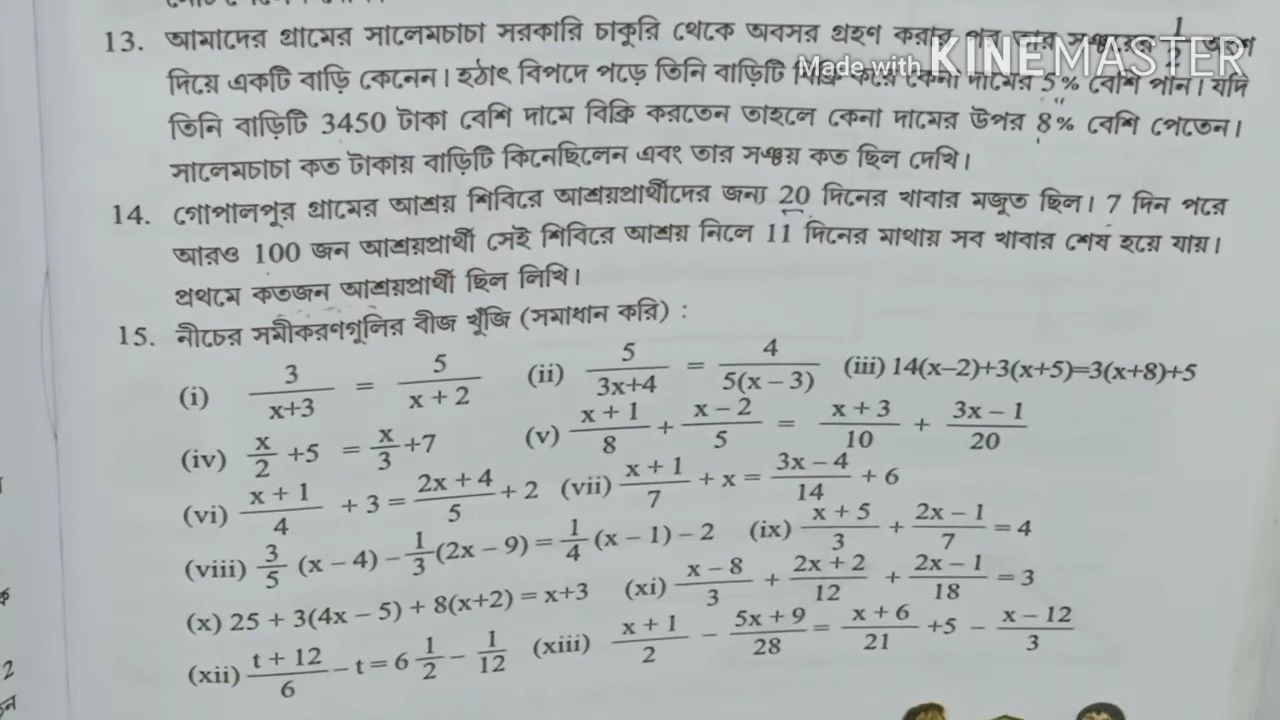 13. আমাদের গ্রামের সালেমচাচা সরকারি চাকুরি থেকে অবসর গ্রহণ করার পর তার সঞ্চয়ের 1/2 অংশ
Made with KINEMASTER
দিয়ে একটি বাড়ি কেনেন। হঠাৎ বিপদে পড়ে তিনি বাড়িটি বিক্রি করে কেনা দামের 5% বেশি পান। যদি
তিনি বাড়িটি 3450 টাকা বেশি দামে বিক্রি করতেন তাহলে কেনা দামের উপর 8% বেশি পেতেন।
সালেমচাচা কত টাকায় বাড়িটি কিনেছিলেন এবং তার সঞ্চয় কত ছিল দেখি।
14. গোপালপুর গ্রামের আশ্রয় শিবিরে আশ্রয়প্রার্থীদের জন্য 20 দিনের খাবার মজুত ছিল। 7 দিন পরে
আরও 100 জন আশ্রয়প্রার্থী সেই শিবিরে আশ্রয় নিলে 11 দিনের মাথায় সব খাবার শেষ হয়ে যায়।
প্রথমে কতজন আশ্রয়প্রার্থী ছিল লিখি।
15. নীচের সমীকরণগুলির বীজ খুঁজি (সমাধান করি) :
(i) 3/(x+3) = 5/(x+2) (ii) 5/(3x+4) = 4/(5(x–3)) (iii) 14(x–2)+3(x+5)=3(x+8)+5
(iv) x/2 +5 = x/3 +7 (v) (x+1)/8 + (x–2)/5 = (x+3)/10 + (3x–1)/20
(vi) (x+1)/4 + 3 = (2x+4)/5 + 2 (vii) (x+1)/7 + x = (3x–4)/14 + 6
(viii) 3/5 (x–4) – 1/3 (2x–9) = 1/4 (x–1) – 2 (ix) (x+5)/3 + (2x–1)/7 = 4
(x) 25 + 3(4x–5) + 8(x+2) = x+3 (xi) (x–8)/3 + (2x+2)/12 + (2x–1)/18 = 3
(xii) (t+12)/6 – t = 6 1/2 – 1/12 (xiii) (x+1)/2 – (5x+9)/28 = (x+6)/21 +5 – (x–12)/3
2